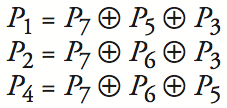 P₁ = P₇ ⊕ P₅ ⊕ P₃
P₂ = P₇ ⊕ P₆ ⊕ P₃
P₄ = P₇ ⊕ P₆ ⊕ P₅